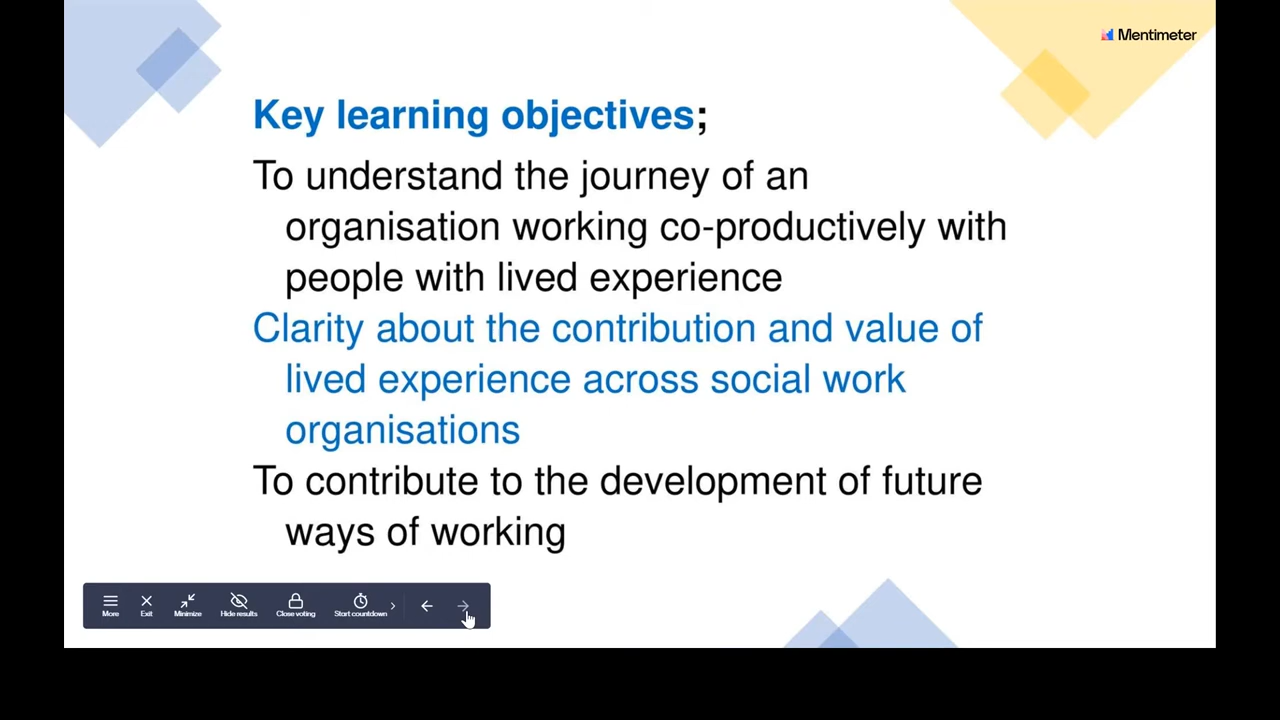 Mentimeter
Key learning objectives;
To understand the journey of an
organisation working co-productively with
people with lived experience
Clarity about the contribution and value of
lived experience across social work
organisations
To contribute to the development of future
ways of working
More
Exit
Minimize
Hide results
Close voting
Start countdown